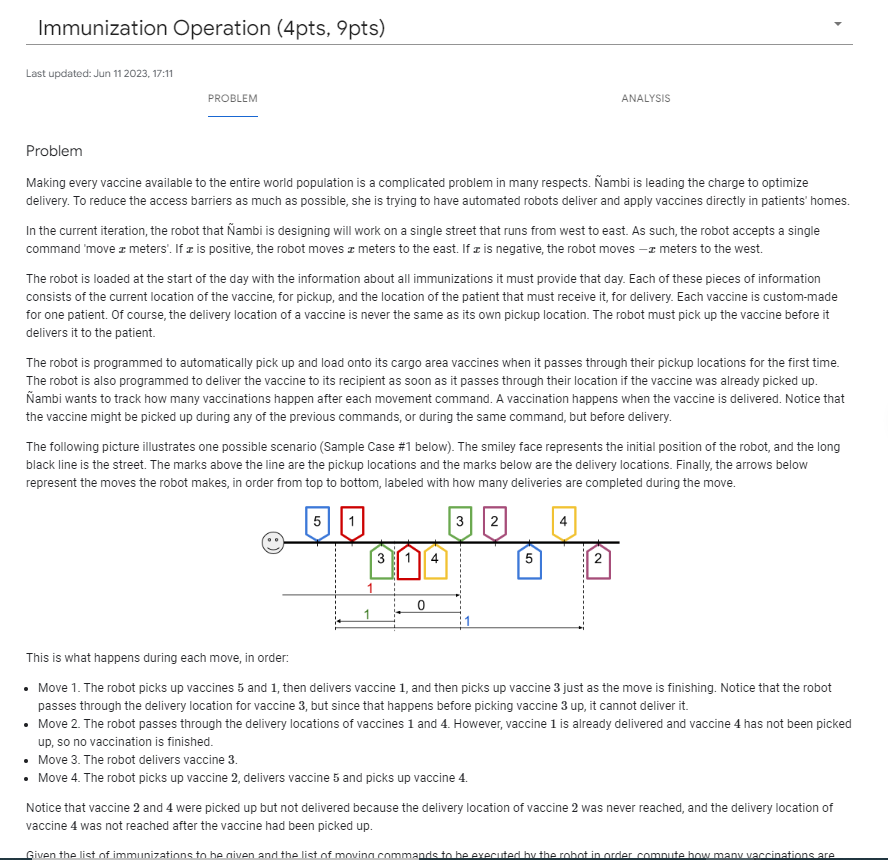 Immunization Operation (4pts, 9pts)
Last updated: Jun 11 2023, 17:11
PROBLEM
ANALYSIS
Problem
Making every vaccine available to the entire world population is a complicated problem in many respects. Ñambi is leading the charge to optimize
delivery. To reduce the access barriers as much as possible, she is trying to have automated robots deliver and apply vaccines directly in patients' homes.
In the current iteration, the robot that Ñambi is designing will work on a single street that runs from west to east. As such, the robot accepts a single
command 'move x meters'. If x is positive, the robot moves x meters to the east. If x is negative, the robot moves −x meters to the west.
The robot is loaded at the start of the day with the information about all immunizations it must provide that day. Each of these pieces of information
consists of the current location of the vaccine, for pickup, and the location of the patient that must receive it, for delivery. Each vaccine is custom-made
for one patient. Of course, the delivery location of a vaccine is never the same as its own pickup location. The robot must pick up the vaccine before it
delivers it to the patient.
The robot is programmed to automatically pick up and load onto its cargo area vaccines when it passes through their pickup locations for the first time.
The robot is also programmed to deliver the vaccine to its recipient as soon as it passes through their location if the vaccine was already picked up.
Ñambi wants to track how many vaccinations happen after each movement command. A vaccination happens when the vaccine is delivered. Notice that
the vaccine might be picked up during any of the previous commands, or during the same command, but before delivery.
The following picture illustrates one possible scenario (Sample Case #1 below). The smiley face represents the initial position of the robot, and the long
black line is the street. The marks above the line are the pickup locations and the marks below are the delivery locations. Finally, the arrows below
represent the moves the robot makes, in order from top to bottom, labeled with how many deliveries are completed during the move.
5 1 3 2 4
3 1 4 5 2
1
0
1
1
This is what happens during each move, in order:
• Move 1. The robot picks up vaccines 5 and 1, then delivers vaccine 1, and then picks up vaccine 3 just as the move is finishing. Notice that the robot
passes through the delivery location for vaccine 3, but since that happens before picking vaccine 3 up, it cannot deliver it.
• Move 2. The robot passes through the delivery locations of vaccines 1 and 4. However, vaccine 1 is already delivered and vaccine 4 has not been picked
up, so no vaccination is finished.
• Move 3. The robot delivers vaccine 3.
• Move 4. The robot picks up vaccine 2, delivers vaccine 5 and picks up vaccine 4.
Notice that vaccine 2 and 4 were picked up but not delivered because the delivery location of vaccine 2 was never reached, and the delivery location of
vaccine 4 was not reached after the vaccine had been picked up.
Given the list of immunizations to be given and the list of moving commands to be executed by the robot in order, compute how many vaccinations are